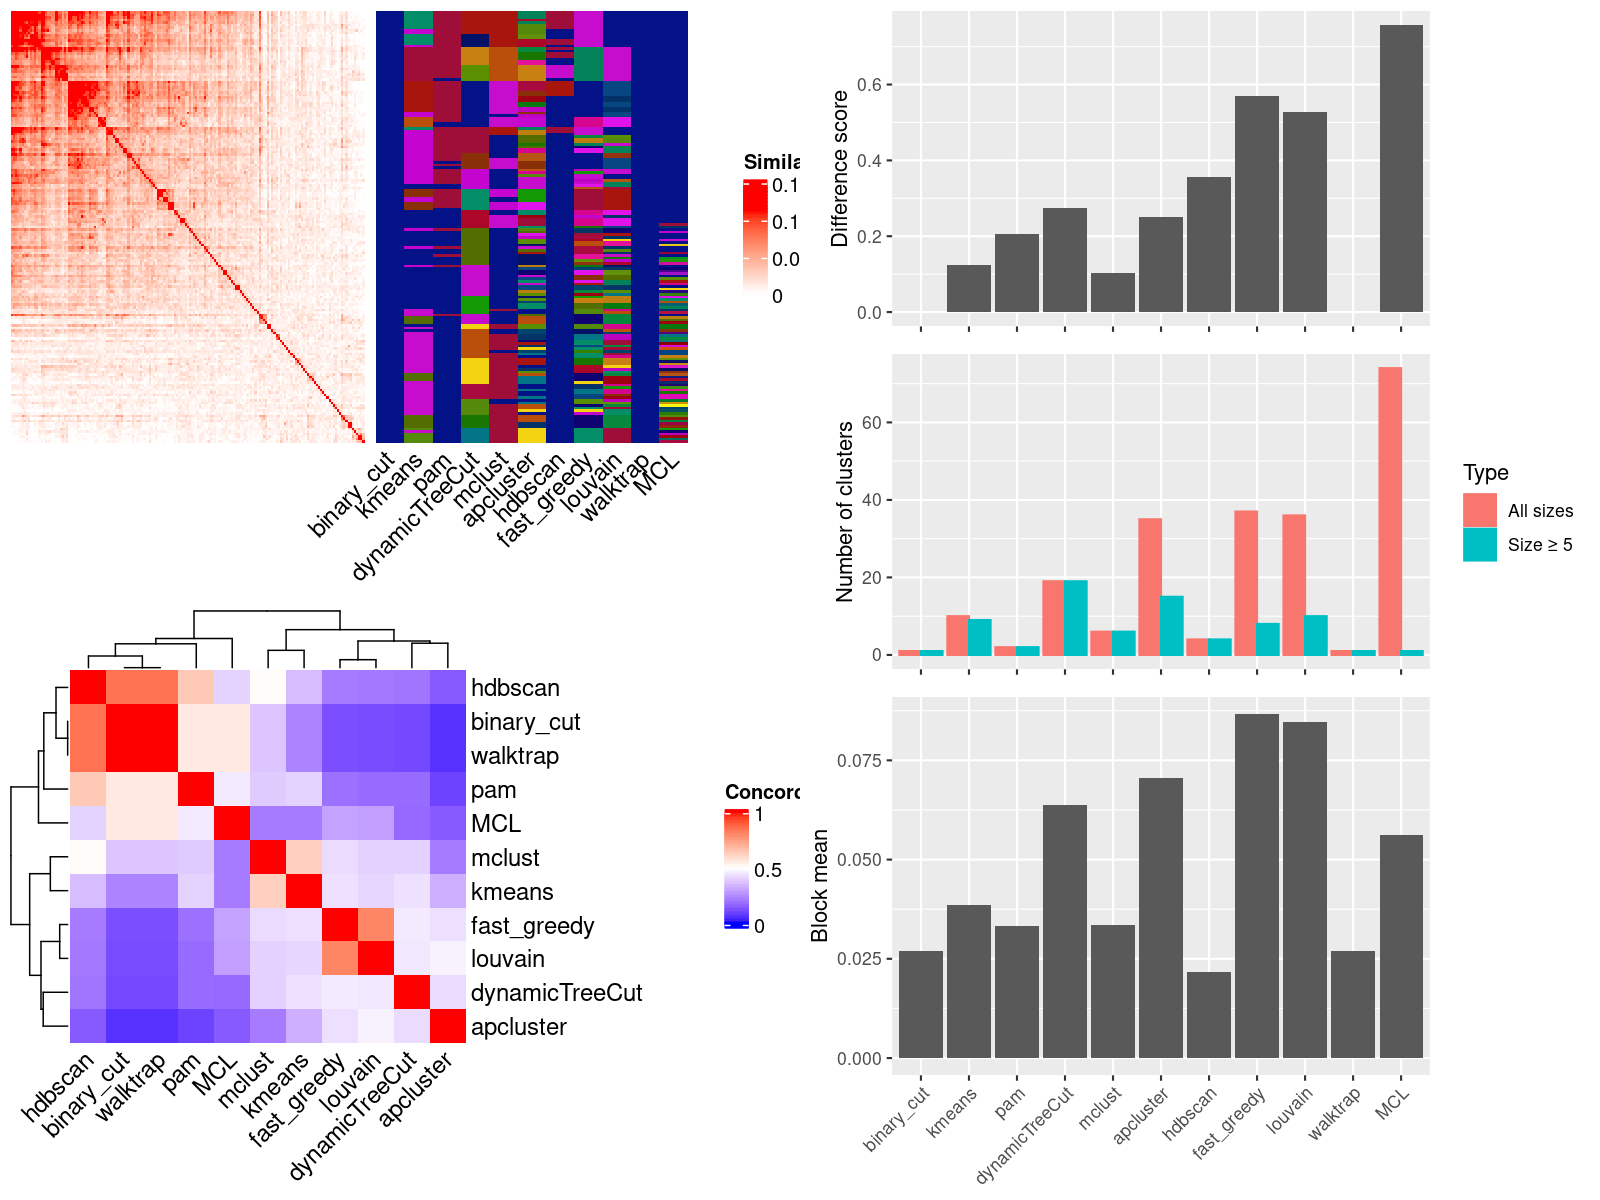 Simila
0.1
0.1
0.0
0
binary_cut
kmeans
pam
dynamicTreeCut
mclust
apcluster
hdbscan
fast_greedy
louvain
walktrap
MCL
hdbscan
binary_cut
walktrap
pam
MCL
mclust
kmeans
fast_greedy
louvain
dynamicTreeCut
apcluster
Concord
1
0.5
0
hdbscan
binary_cut
walktrap
pam
MCL
mclust
kmeans
fast_greedy
louvain
dynamicTreeCut
apcluster
Difference score
0.6
0.4
0.2
0.0
Number of clusters
60
40
20
0
Type
All sizes
Size ≥ 5
Block mean
0.075
0.050
0.025
0.000
binary_cut
kmeans
pam
dynamicTreeCut
mclust
apcluster
hdbscan
fast_greedy
louvain
walktrap
MCL